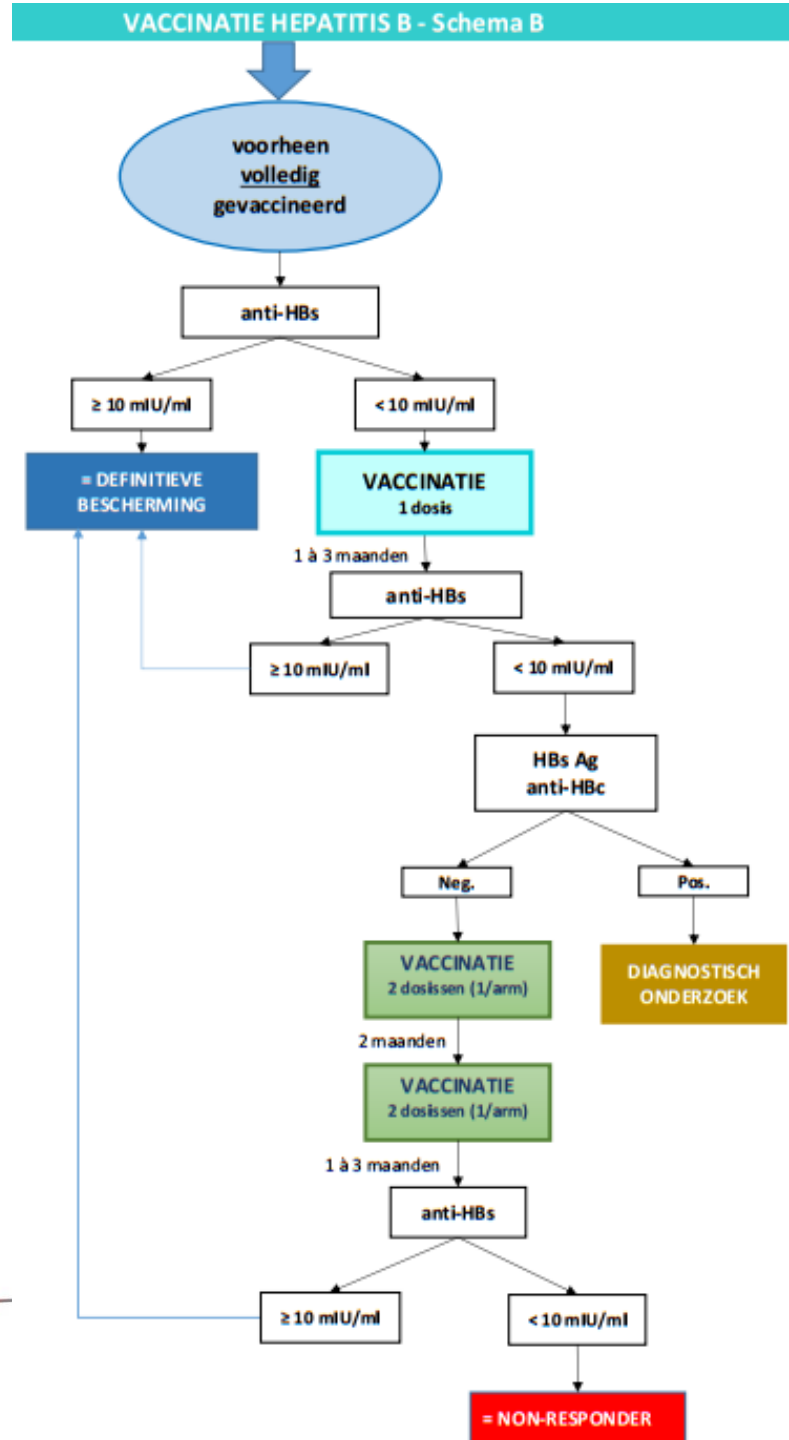 VACCINATIE HEPATITIS B - Schema B
voorheen
volledig
gevaccineerd
anti-HBs
≥ 10 mIU/ml
< 10 mIU/ml
= DEFINITIEVE
BESCHERMING
VACCINATIE
1 dosis
1 à 3 maanden
anti-HBs
≥ 10 mIU/ml
< 10 mIU/ml
HBs Ag
anti-HBc
Neg.
Pos.
VACCINATIE
2 dosissen (1/arm)
DIAGNOSTISCH
ONDERZOEK
2 maanden
VACCINATIE
2 dosissen (1/arm)
1 à 3 maanden
anti-HBs
≥ 10 mIU/ml
< 10 mIU/ml
= NON-RESPONDER